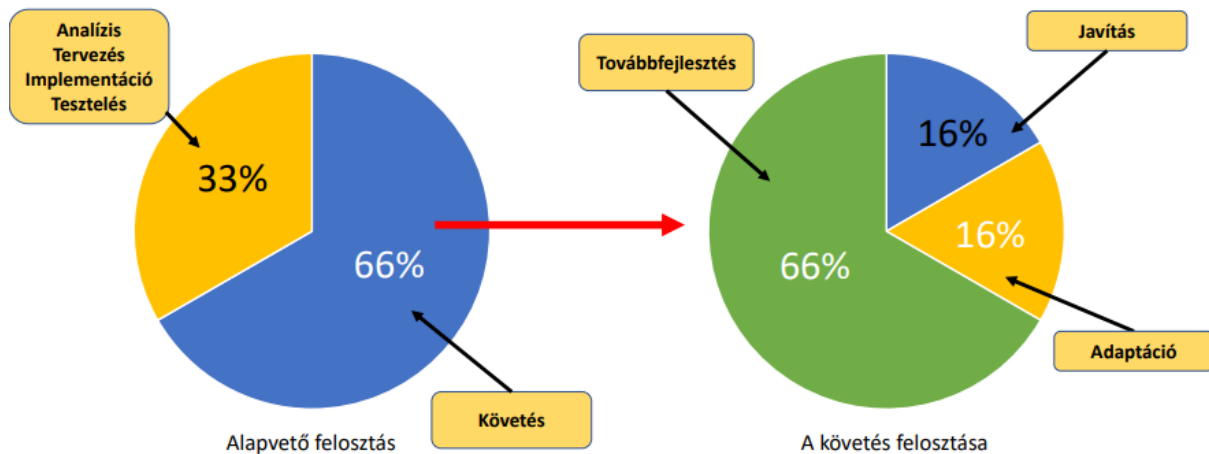 Analízis
Tervezés
Implementáció
Tesztelés
33%
66%
Követés
Alapvető felosztás
Továbbfejlesztés
Javítás
16%
16%
66%
Adaptáció
A követés felosztása